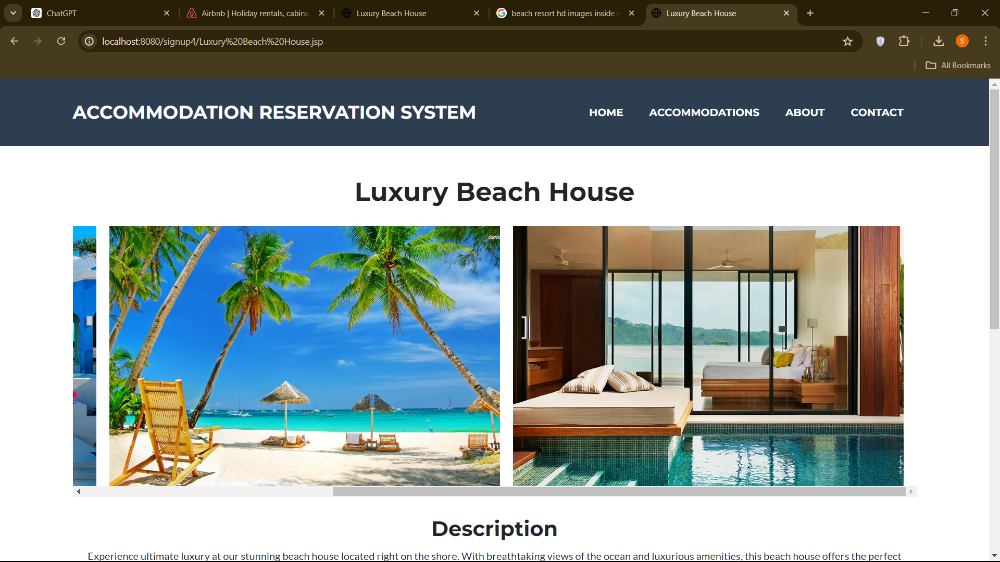 ChatGPT
Airbnb | Holiday rentals, cabins,
Luxury Beach House
beach resort hd images inside r
Luxury Beach House
localhost:8080/signup4/Luxury%20Beach%20House.jsp
S
All Bookmarks
ACCOMMODATION RESERVATION SYSTEM
HOME
ACCOMMODATIONS
ABOUT
CONTACT
Luxury Beach House
Description
Experience ultimate luxury at our stunning beach house located right on the shore. With breathtaking views of the ocean and luxurious amenities, this beach house offers the perfect